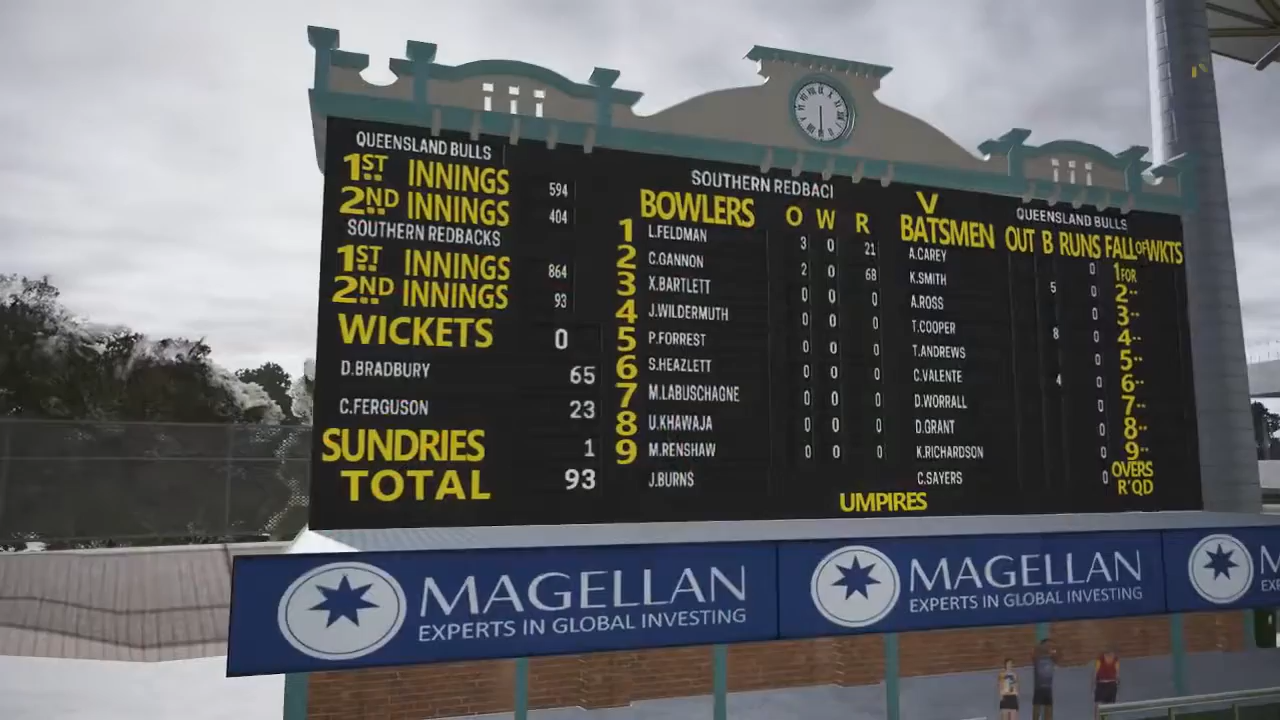 QUEENSLAND BULLS
1ST INNINGS 594
2ND INNINGS 404
SOUTHERN REDBACKS
1ST INNINGS 864
2ND INNINGS 93
WICKETS 0
D.BRADBURY 65
C.FERGUSON 23
SUNDRIES 1
TOTAL 93
SOUTHERN REDBACI
V
QUEENSLAND BULLS
BOWLERS O W R
1 L.FELDMAN 3 0 21
2 C.GANNON 2 0 68
3 X.BARTLETT 0 0 0
4 J.WILDERMUTH 0 0 0
5 P.FORREST 0 0 0
6 S.HEAZLETT 0 0 0
7 M.LABUSCHAGNE 0 0 0
8 U.KHAWAJA 0 0 0
9 M.RENSHAW 0 0 0
J.BURNS
BATSMEN OUT B RUNS FALL OF WKTS
A.CAREY 0 1 FOR
K.SMITH 5 0 2"
A.ROSS 0 3"
T.COOPER 8 0 4"
T.ANDREWS 0 5"
C.VALENTE 4 0 6"
D.WORRALL 0 7"
D.GRANT 0 8"
K.RICHARDSON 0 9"
C.SAYERS 0 OVERS R'QD
UMPIRES
MAGELLAN
EXPERTS IN GLOBAL INVESTING
MAGELLAN
EXPERTS IN GLOBAL INVESTING